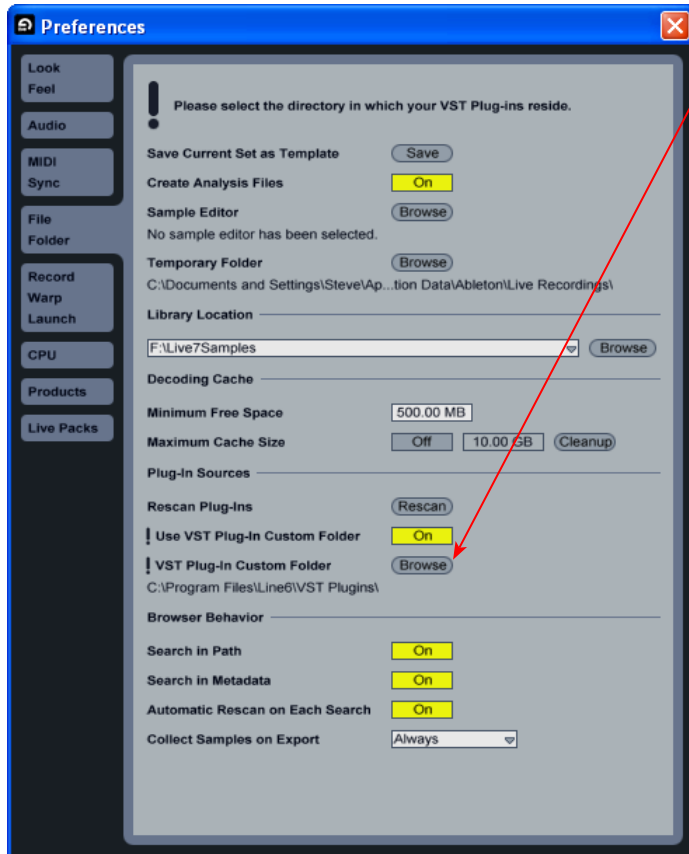 Preferences
Look
Feel
Audio
MIDI
Sync
File
Folder
Record
Warp
Launch
CPU
Products
Live Packs
Please select the directory in which your VST Plug-ins reside.
Save Current Set as Template Save
Create Analysis Files On
Sample Editor Browse
No sample editor has been selected.
Temporary Folder Browse
C:\Documents and Settings\Steve\Ap...tion Data\Ableton\Live Recordings\
Library Location
F:\Live7Samples Browse
Decoding Cache
Minimum Free Space 500.00 MB
Maximum Cache Size Off 10.00 GB Cleanup
Plug-In Sources
Rescan Plug-Ins Rescan
! Use VST Plug-In Custom Folder On
! VST Plug-In Custom Folder Browse
C:\Program Files\Line6\VST Plugins\
Browser Behavior
Search in Path On
Search in Metadata On
Automatic Rescan on Each Search On
Collect Samples on Export Always